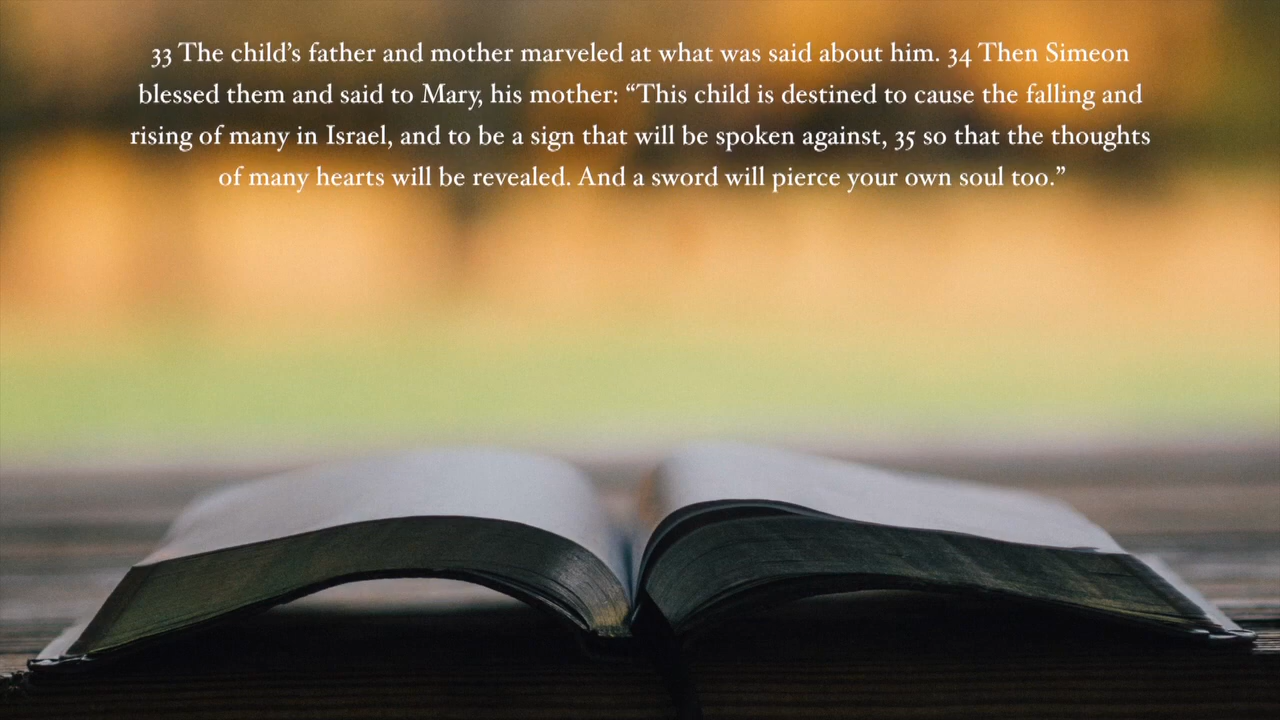 33 The child’s father and mother marveled at what was said about him. 34 Then Simeon
blessed them and said to Mary, his mother: “This child is destined to cause the falling and
rising of many in Israel, and to be a sign that will be spoken against, 35 so that the thoughts
of many hearts will be revealed. And a sword will pierce your own soul too.”